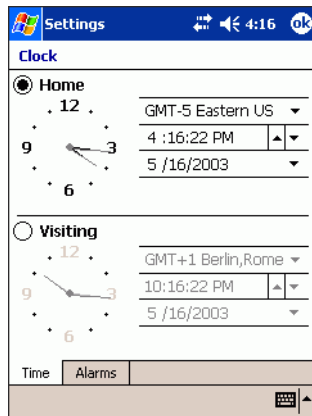 Settings 4:16 ok
Clock
Home
12
9 3
6
GMT-5 Eastern US
4 :16:22 PM
5 /16/2003
Visiting
12
9 3
6
GMT+1 Berlin,Rome
10:16:22 PM
5 /16/2003
Time Alarms